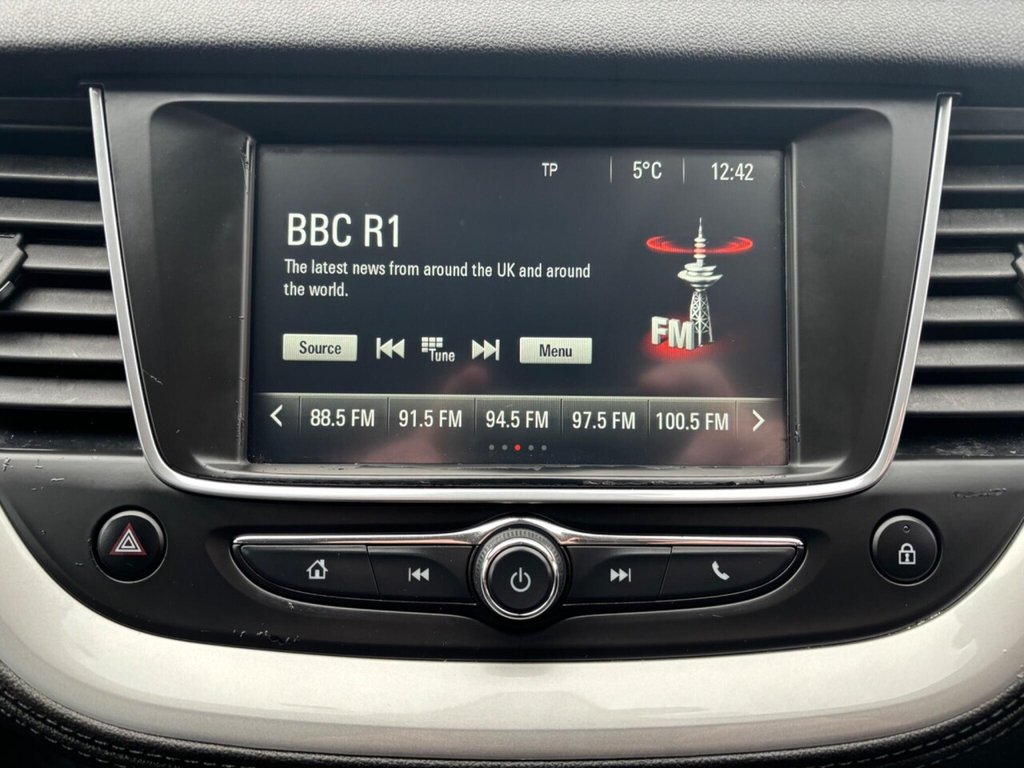 TP 5°C 12:42
BBC R1
The latest news from around the UK and around
the world.
FM
Source Tune Menu
88.5 FM 91.5 FM 94.5 FM 97.5 FM 100.5 FM